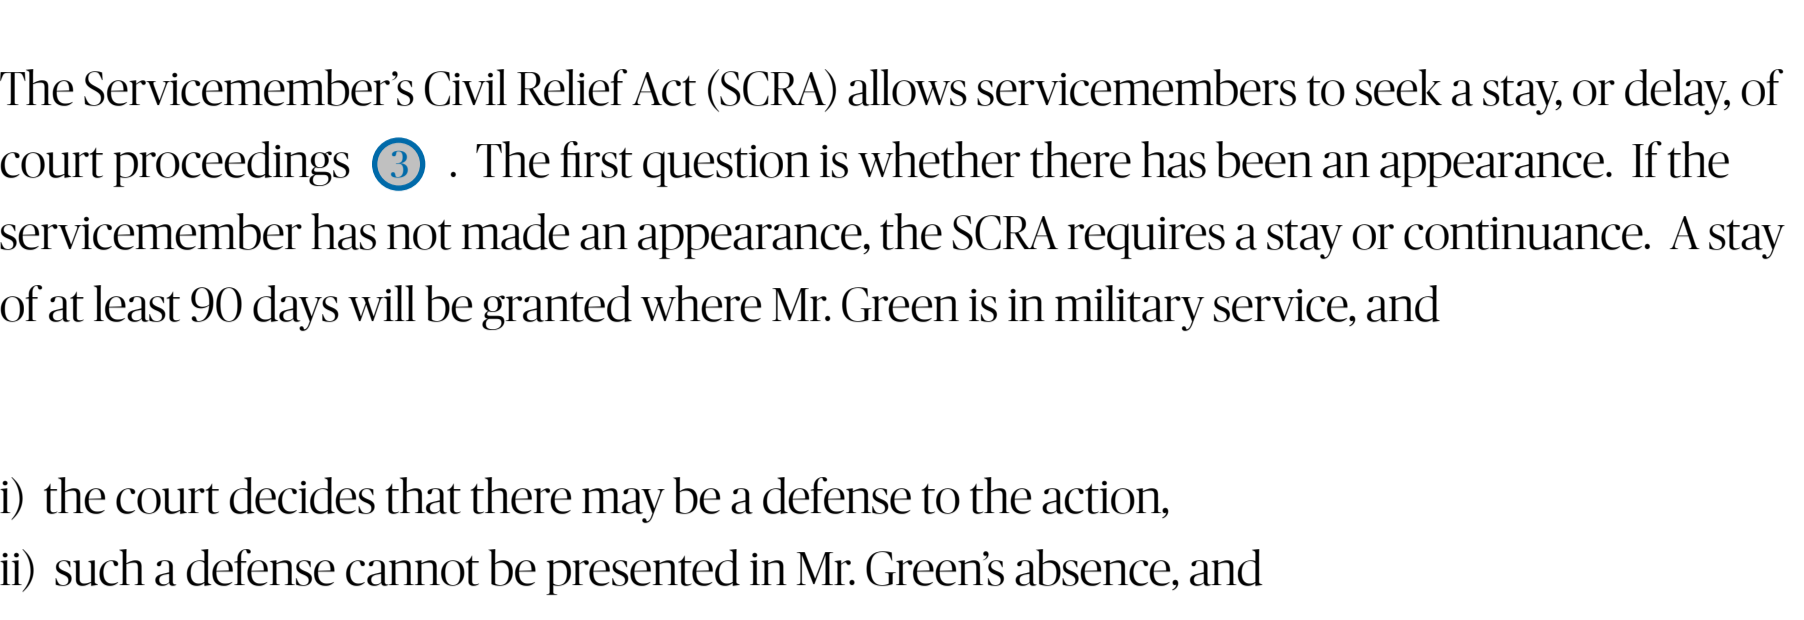 The Servicemember’s Civil Relief Act (SCRA) allows servicemembers to seek a stay, or delay, of
court proceedings 3 . The first question is whether there has been an appearance. If the
servicemember has not made an appearance, the SCRA requires a stay or continuance. A stay
of at least 90 days will be granted where Mr. Green is in military service, and
i) the court decides that there may be a defense to the action,
ii) such a defense cannot be presented in Mr. Green’s absence, and